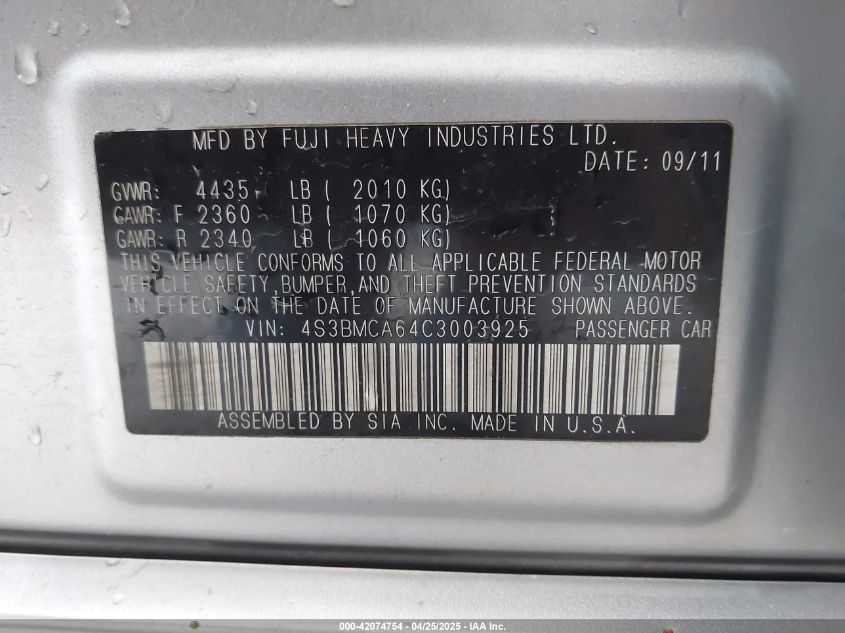 MFD BY FUJI HEAVY INDUSTRIES LTD.
DATE: 09/11
GVWR: 4435 LB ( 2010 KG)
GAWR: F 2360 LB ( 1070 KG)
GAWR: R 2340 LB ( 1060 KG)
THIS VEHICLE CONFORMS TO ALL APPLICABLE FEDERAL MOTOR
VEHICLE SAFETY,BUMPER,AND THEFT PREVENTION STANDARDS
IN EFFECT ON THE DATE OF MANUFACTURE SHOWN ABOVE.
VIN: 4S3BMCA64C3003925 PASSENGER CAR
ASSEMBLED BY SIA INC. MADE IN U.S.A.
000-42074754 - 04/25/2025 - IAA Inc.